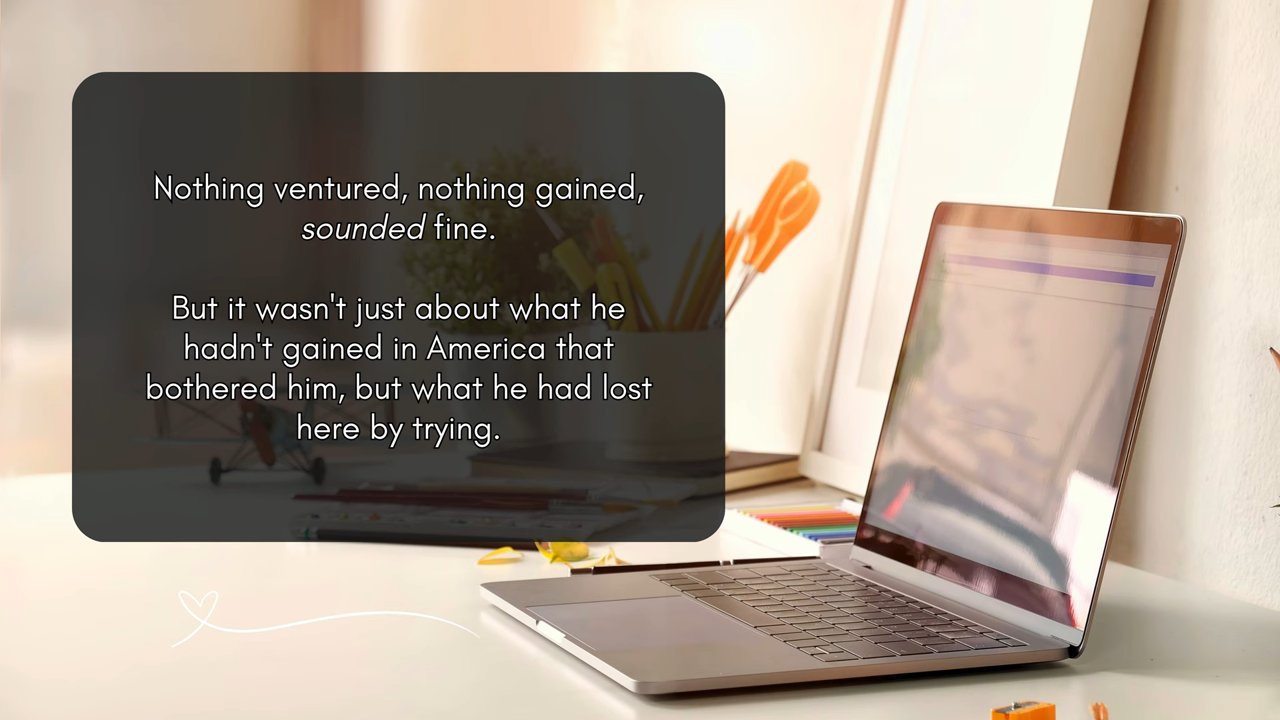 Nothing ventured, nothing gained,
sounded fine.
But it wasn't just about what he
hadn't gained in America that
bothered him, but what he had lost
here by trying.